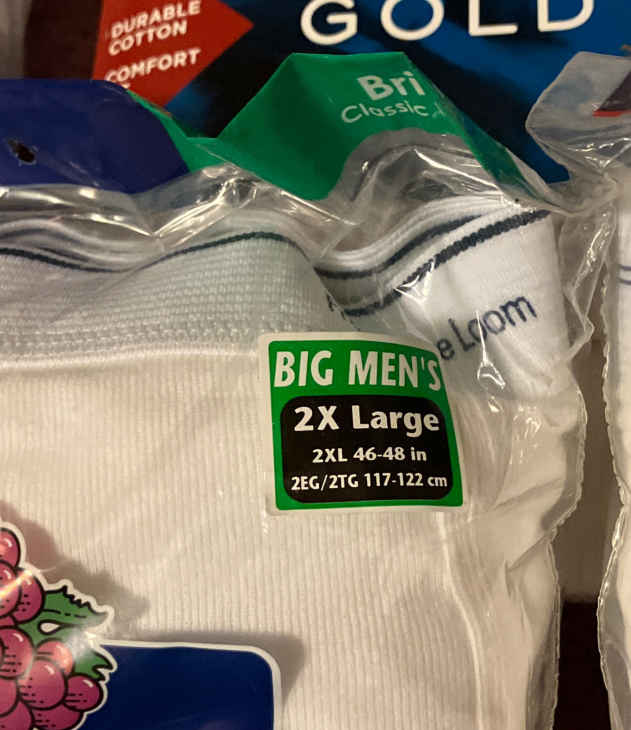 DURABLE
COTTON
COMFORT
GOLD
Bri
Classic
e Loom
BIG MEN'S
2X Large
2XL 46-48 in
2EG/2TG 117-122 cm